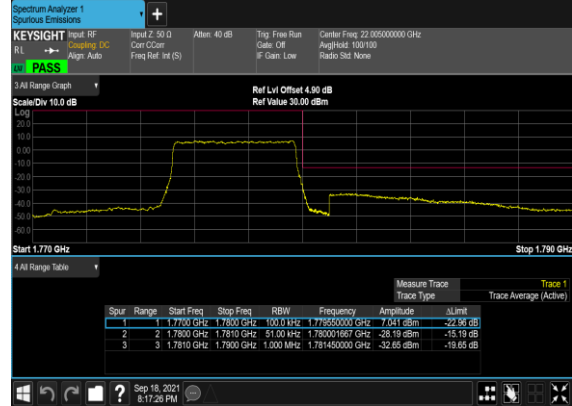 Spectrum Analyzer 1
Spurious Emissions
+
KEYSIGHT Input: RF Input Z: 50 Ω Atten: 40 dB Trig: Free Run Center Freq: 22.005000000 GHz
RL Coupling: DC Corr CCorr Gate: Off Avg|Hold: 100/100
Align: Auto Freq Ref: Int (S) IF Gain: Low Radio Std: None
LM PASS
3 All Range Graph Ref Lvl Offset 4.90 dB
Scale/Div 10.0 dB Ref Value 30.00 dBm
Log
20.0
10.0
0.00
-10.0
-20.0
-30.0
-40.0
-50.0
-60.0
Start 1.770 GHz Stop 1.790 GHz
4 All Range Table
Measure Trace Trace 1
Trace Type Trace Average (Active)
Spur Range Start Freq Stop Freq RBW Frequency Amplitude ΔLimit
1 1 1.7700 GHz 1.7800 GHz 100.0 kHz 1.779550000 GHz 7.041 dBm -22.96 dB
2 2 1.7800 GHz 1.7810 GHz 51.00 kHz 1.780001667 GHz -28.19 dBm -15.19 dB
3 3 1.7810 GHz 1.7900 GHz 1.000 MHz 1.781450000 GHz -32.65 dBm -19.65 dB
? Sep 18, 2021
8:17:26 PM